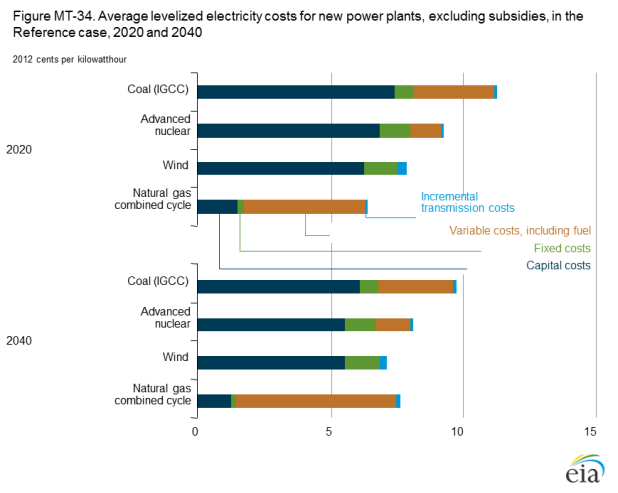 Figure MT-34. Average levelized electricity costs for new power plants, excluding subsidies, in the
Reference case, 2020 and 2040
2012 cents per kilowatthour
Coal (IGCC)
Advanced
nuclear
2020
Wind
Natural gas
combined cycle
Incremental
transmission costs
Variable costs, including fuel
Fixed costs
Capital costs
Coal (IGCC)
Advanced
nuclear
2040
Wind
Natural gas
combined cycle
0 5 10 15
eia